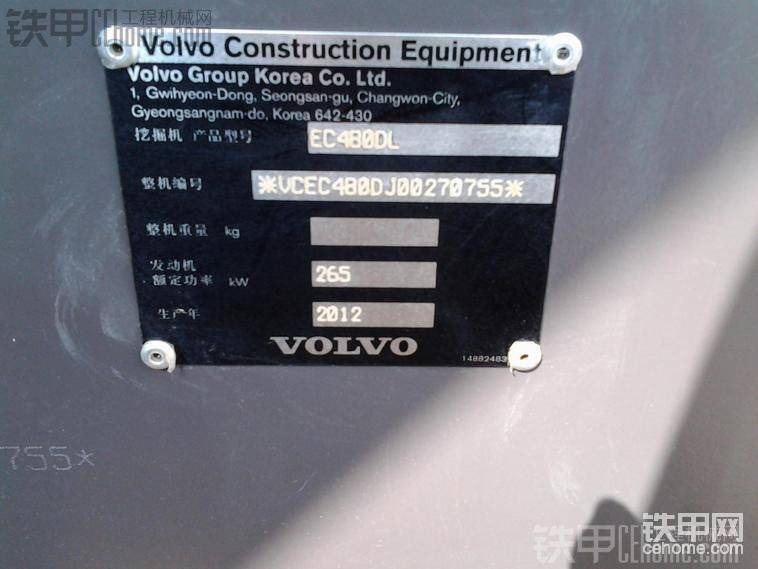 铁甲CE工程机械网
Volvo Construction Equipment
Volvo Group Korea Co. Ltd.
1, Gwihyeon-Dong, Seongsan-gu, Changwon-City,
Gyeongsangnam-do, Korea 642-430
挖掘机 产品型号 EC480DL
整机编号 *VCEC480DJ00270755*
整机重量 kg
发动机
额定功率 kW 265
生产年 2012
VOLVO
755*
铁甲网
cehome.com